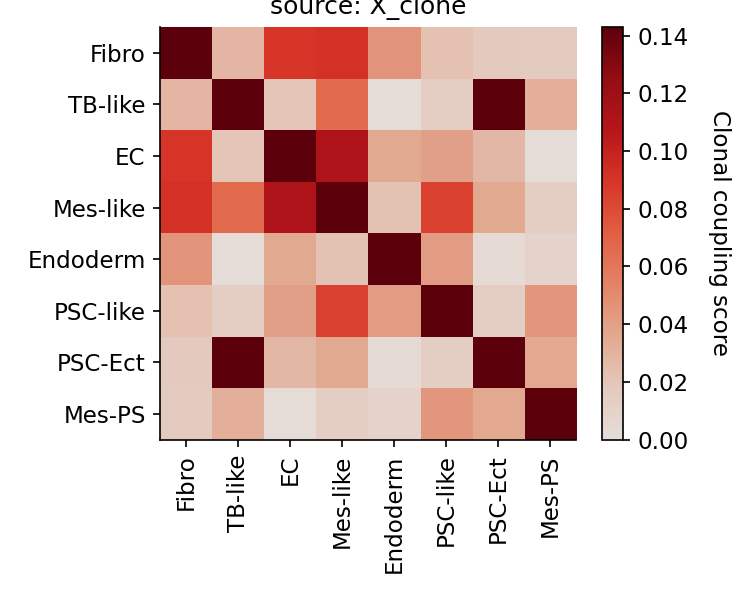 source: X_clone
Fibro
TB-like
EC
Mes-like
Endoderm
PSC-like
PSC-Ect
Mes-PS
Fibro
TB-like
EC
Mes-like
Endoderm
PSC-like
PSC-Ect
Mes-PS
0.14
0.12
0.10
0.08
0.06
0.04
0.02
0.00
Clonal coupling score